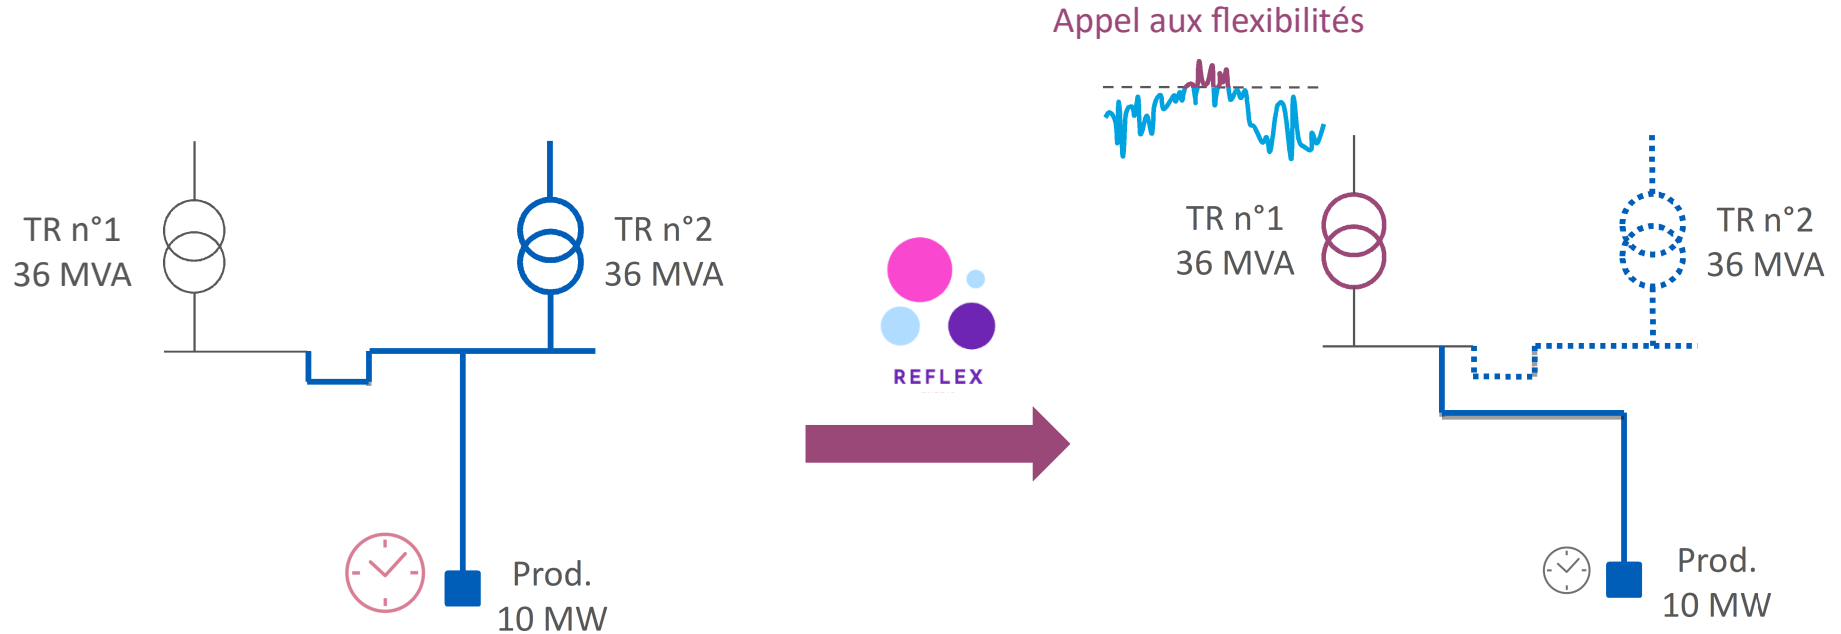 Appel aux flexibilités
TR n°1
36 MVA
TR n°2
36 MVA
TR n°1
36 MVA
TR n°2
36 MVA
REFLEX
Prod.
10 MW
Prod.
10 MW